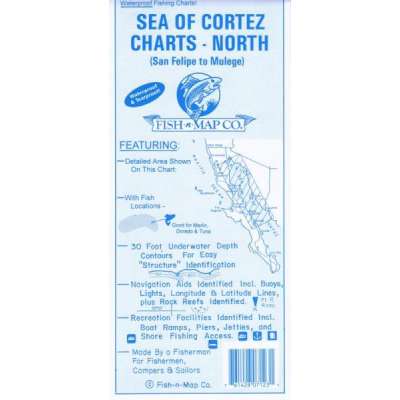 Waterproof Fishing Charts!
SEA OF CORTEZ
CHARTS - NORTH
(San Felipe to Mulege)
Waterproof
& Tearproof
FISH-n-MAP CO.
FEATURING:
Detailed Area Shown
On This Chart
With Fish
Locations -
Good for Marlin,
Dorado & Tuna
30 Foot Underwater Depth
Contours For Easy
"Structure" Identification
Navigation Aids Identified Incl. Buoys,
Lights, Longitude & Latitude Lines,
plus Rock Reefs Identified.
Recreation Facilities Identified Incl.
Boat Ramps, Piers, Jetties, and
Shore Fishing Access.
Made By a Fisherman
For Fishermen,
Campers & Sailors
© Fish-n-Map Co.